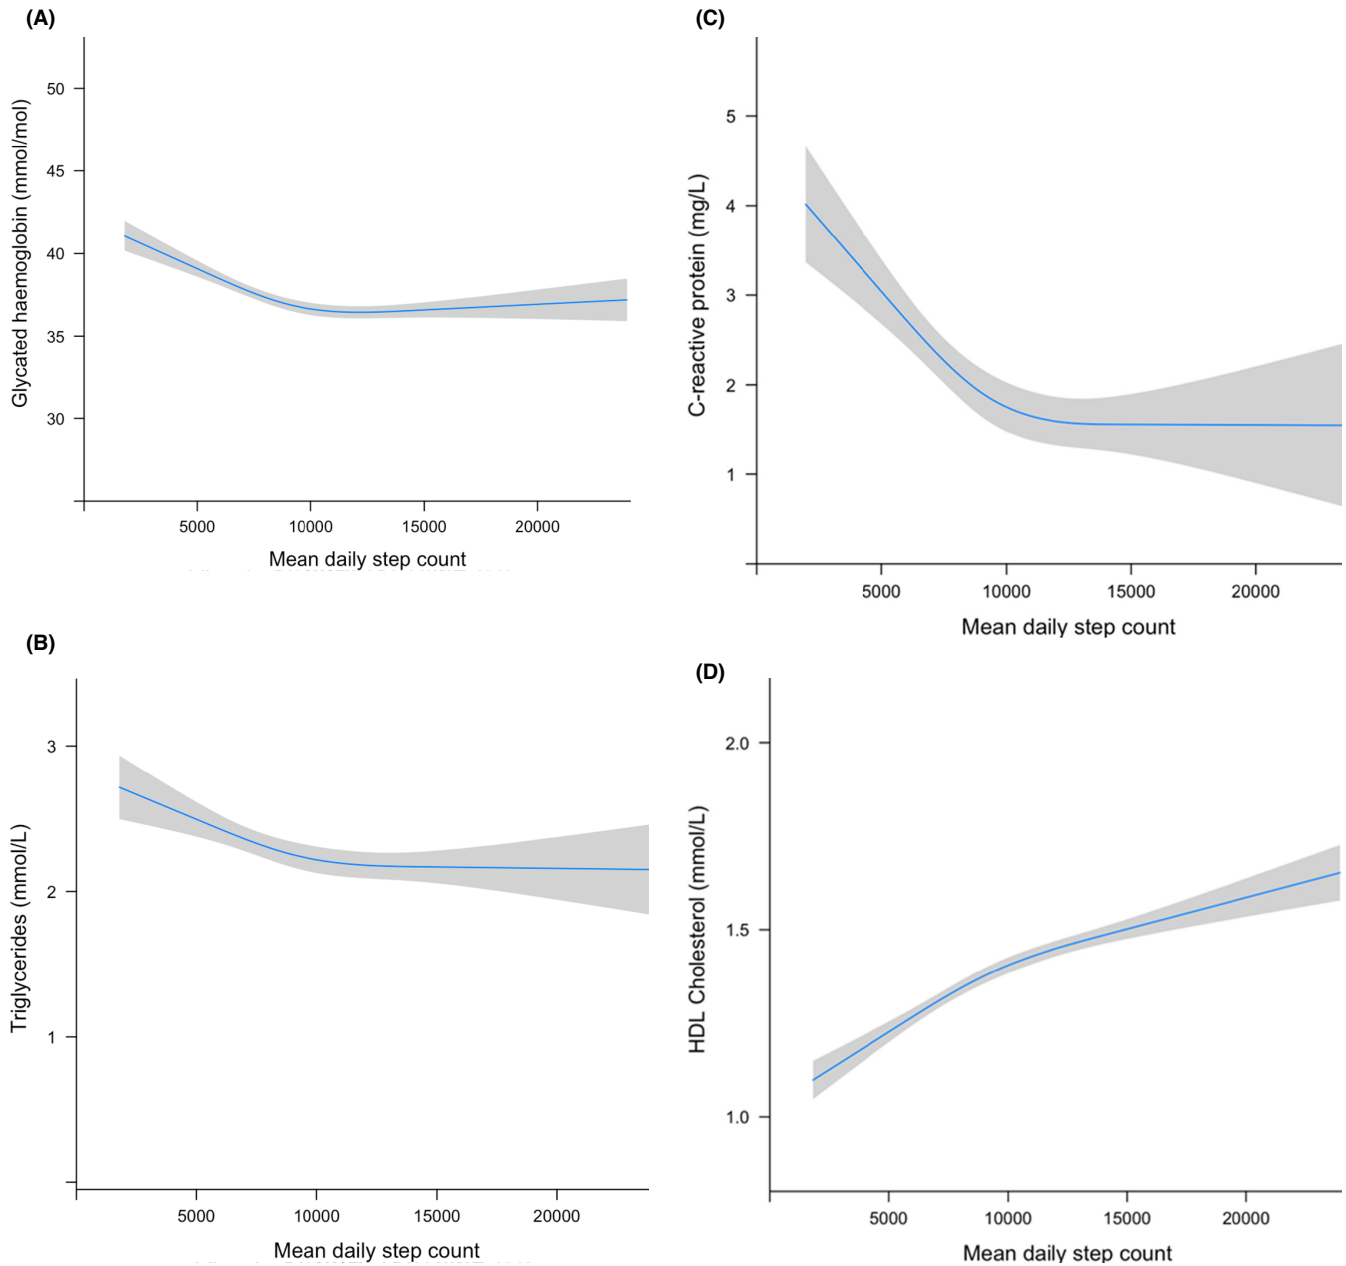 (A)
Glycated haemoglobin (mmol/mol)
50
45
40
35
30
5000 10000 15000 20000
Mean daily step count
(B)
Triglycerides (mmol/L)
3
2
1
5000 10000 15000 20000
Mean daily step count
(C)
C-reactive protein (mg/L)
5
4
3
2
1
5000 10000 15000 20000
Mean daily step count
(D)
HDL Cholesterol (mmol/L)
2.0
1.5
1.0
5000 10000 15000 20000
Mean daily step count